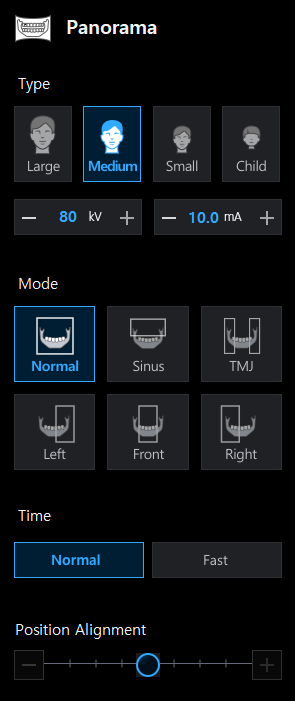 Panorama
Type
Large Medium Small Child
− 80 kV + − 10.0 mA +
Mode
Normal Sinus TMJ
Left Front Right
Time
Normal Fast
Position Alignment
− +